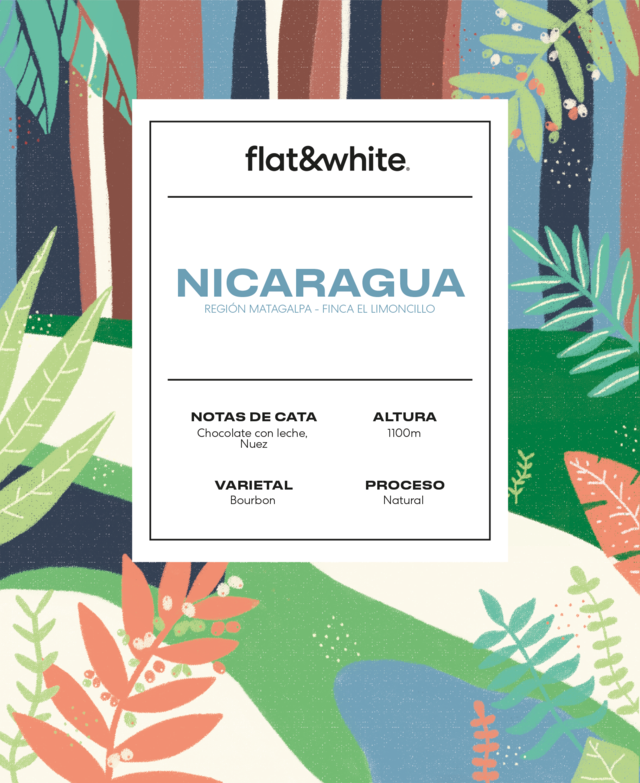 flat&white.
NICARAGUA
REGIÓN MATAGALPA - FINCA EL LIMONCILLO
NOTAS DE CATA
Chocolate con leche,
Nuez
ALTURA
1100m
VARIETAL
Bourbon
PROCESO
Natural